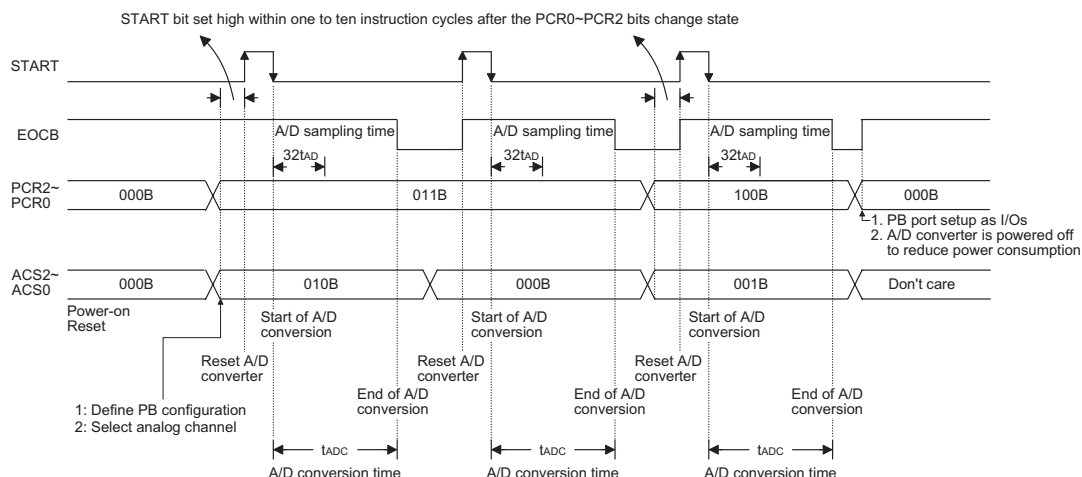 START bit set high within one to ten instruction cycles after the PCR0~PCR2 bits change state
START
EOCB
A/D sampling time
A/D sampling time
A/D sampling time
32tAD
32tAD
32tAD
PCR2~
PCR0
000B
011B
100B
000B
1. PB port setup as I/Os
2. A/D converter is powered off
to reduce power consumption
ACS2~
ACS0
000B
010B
000B
001B
Don't care
Power-on
Reset
Start of A/D
conversion
Start of A/D
conversion
Start of A/D
conversion
Reset A/D
converter
Reset A/D
converter
Reset A/D
converter
1: Define PB configuration
2: Select analog channel
End of A/D
conversion
End of A/D
conversion
End of A/D
conversion
tADC
tADC
tADC
A/D conversion time
A/D conversion time
A/D conversion time